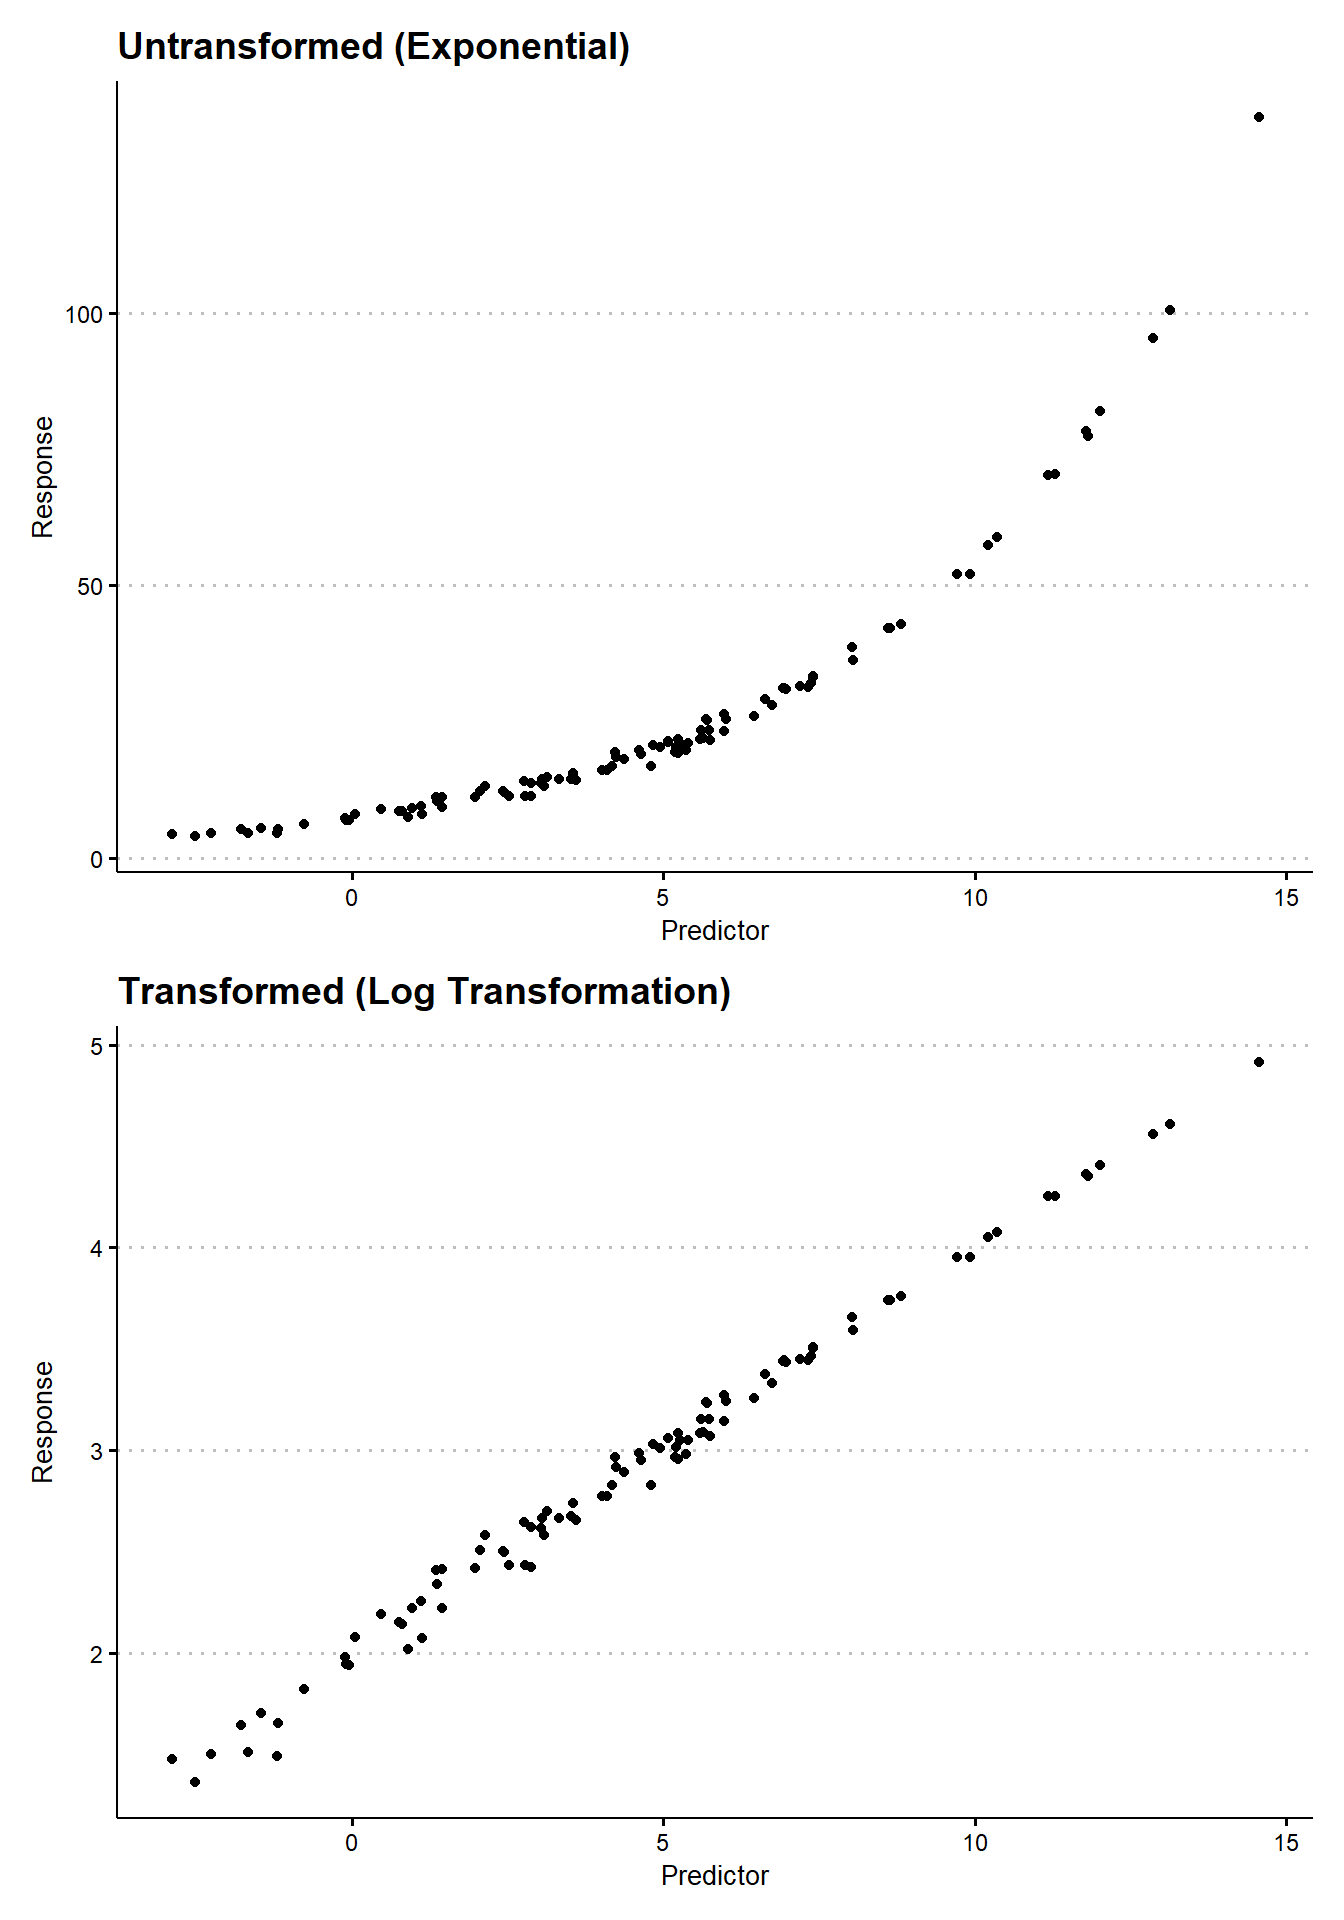 Untransformed (Exponential)
Response
100
50
0
0 5 10 15
Predictor
Transformed (Log Transformation)
Response
5
4
3
2
0 5 10 15
Predictor